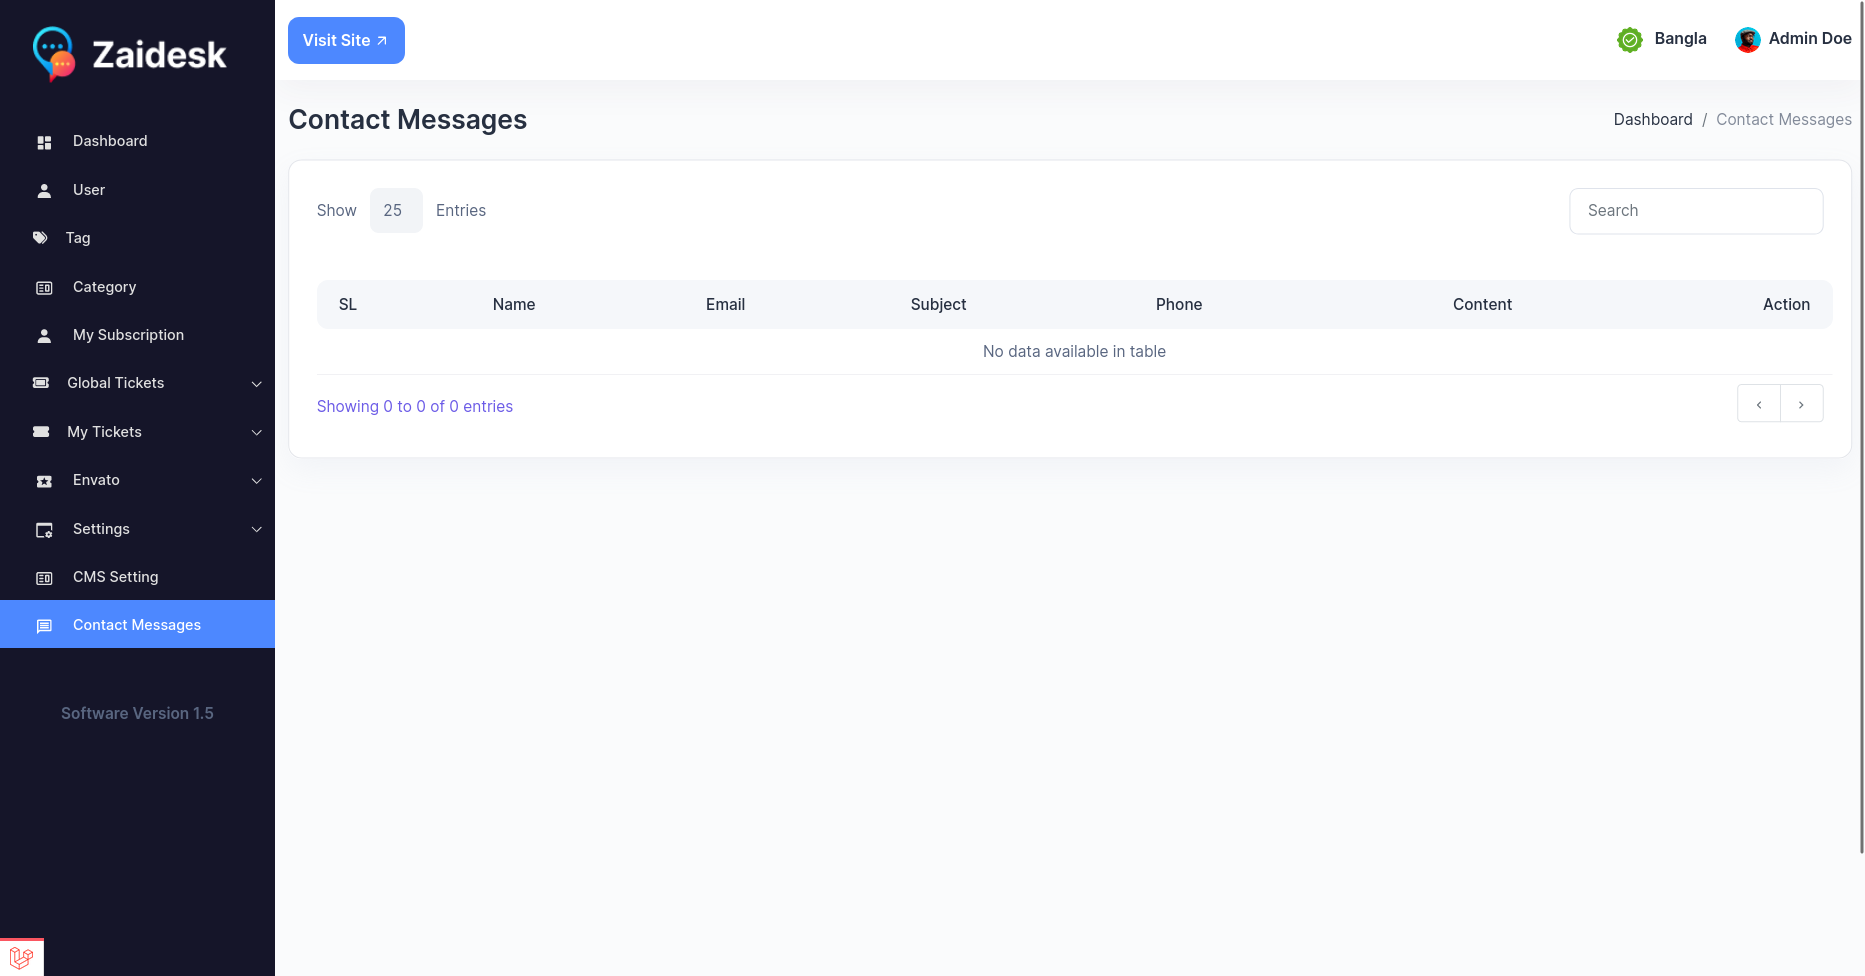 Zaidesk
Visit Site
Bangla
Admin Doe
Dashboard
User
Tag
Category
My Subscription
Global Tickets
My Tickets
Envato
Settings
CMS Setting
Contact Messages
Software Version 1.5
Contact Messages
Dashboard / Contact Messages
Show 25 Entries
Search
SL Name Email Subject Phone Content Action
No data available in table
Showing 0 to 0 of 0 entries
‹ ›